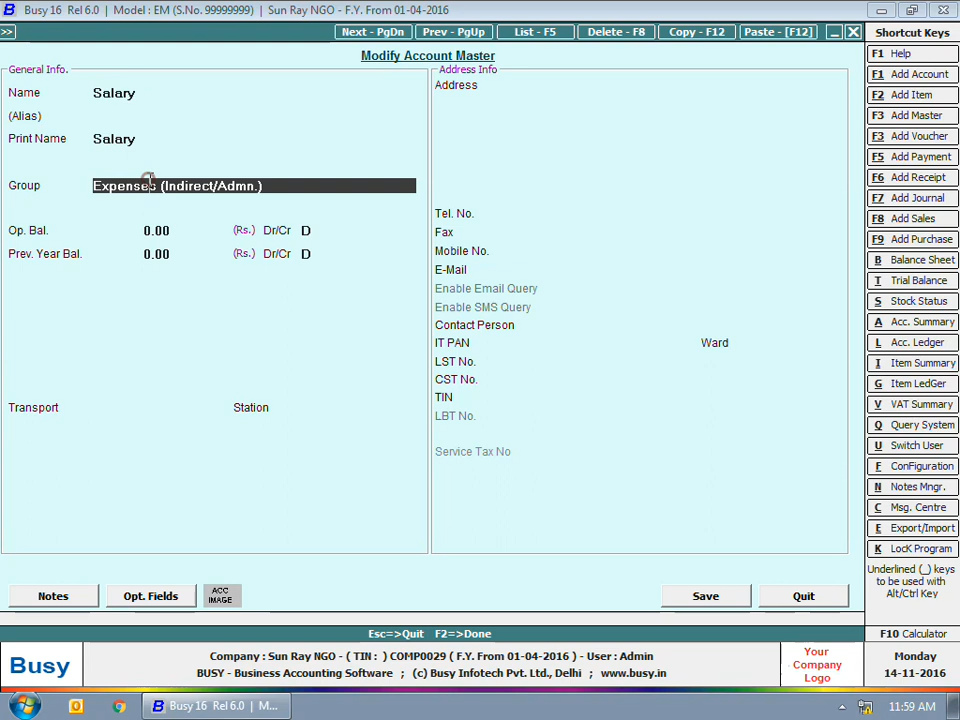 Busy 16 Rel 6.0 | Model : EM (S.No. 99999999) | Sun Ray NGO - F.Y. From 01-04-2016
>> Next - PgDn Prev - PgUp List - F5 Delete - F8 Copy - F12 Paste - [F12]
Modify Account Master
General Info.
Name Salary
(Alias)
Print Name Salary
Group Expenses (Indirect/Admn.)
Op. Bal. 0.00 (Rs.) Dr/Cr D
Prev. Year Bal. 0.00 (Rs.) Dr/Cr D
Transport Station
Address Info
Address
Tel. No.
Fax
Mobile No.
E-Mail
Enable Email Query
Enable SMS Query
Contact Person
IT PAN Ward
LST No.
CST No.
TIN
LBT No.
Service Tax No
Notes Opt. Fields ACC IMAGE Save Quit
Esc=>Quit F2=>Done
Shortcut Keys
F1 Help
F1 Add Account
F2 Add Item
F3 Add Master
F3 Add Voucher
F5 Add Payment
F6 Add Receipt
F7 Add Journal
F8 Add Sales
F9 Add Purchase
B Balance Sheet
T Trial Balance
S Stock Status
A Acc. Summary
L Acc. Ledger
I Item Summary
G Item LedGer
V VAT Summary
Q Query System
U Switch User
F ConFiguration
N Notes Mngr.
C Msg. Centre
E Export/Import
K LocK Program
Underlined (_) keys
to be used with
Alt/Ctrl Key
F10 Calculator
Busy
Company : Sun Ray NGO - ( TIN : ) COMP0029 ( F.Y. From 01-04-2016 ) - User : Admin
BUSY - Business Accounting Software ; (c) Busy Infotech Pvt. Ltd., Delhi ; www.busy.in
Your
Company
Logo
Monday
14-11-2016
Busy 16 Rel 6.0 | M...
11:59 AM